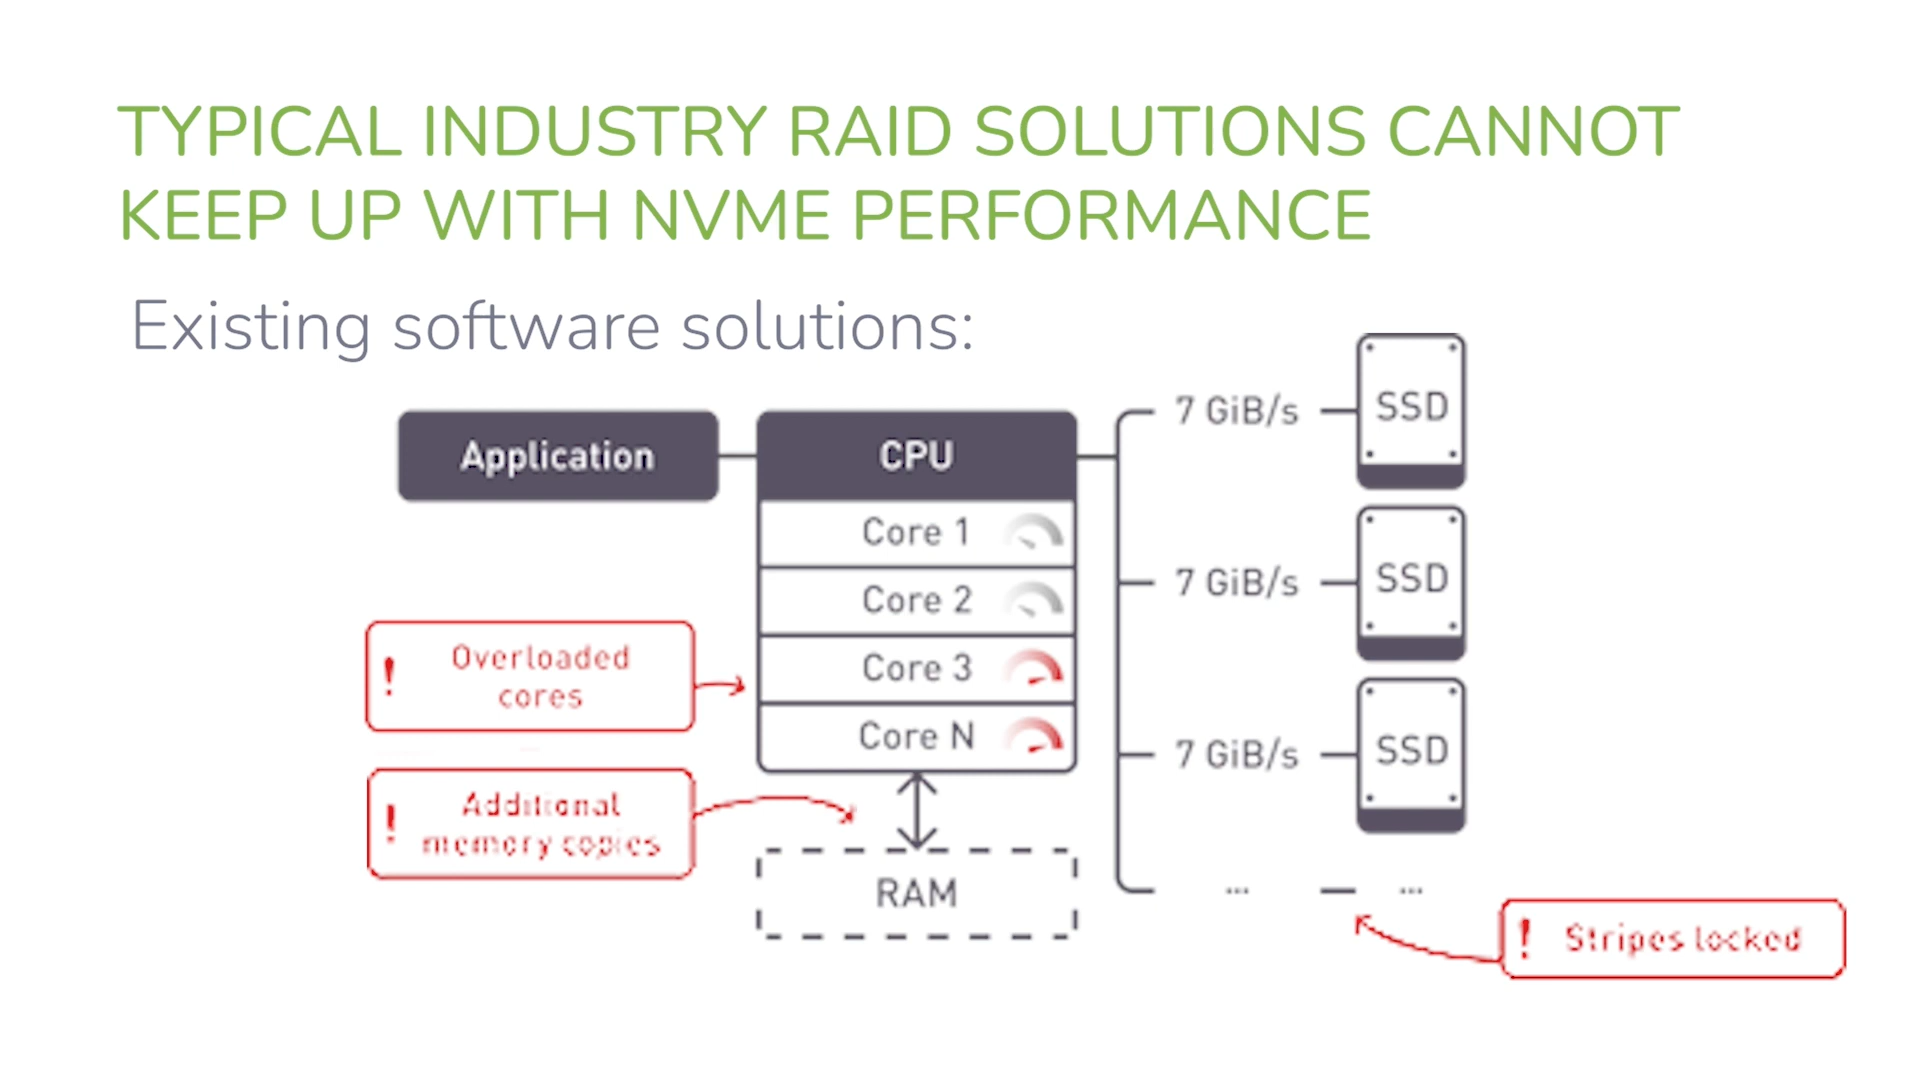 TYPICAL INDUSTRY RAID SOLUTIONS CANNOT
KEEP UP WITH NVME PERFORMANCE
Existing software solutions:
Application
CPU
Core 1
Core 2
Core 3
Core N
RAM
! Overloaded
cores
! Additional
memory copies
7 GiB/s
SSD
7 GiB/s
SSD
7 GiB/s
SSD
... ...
! Stripes locked